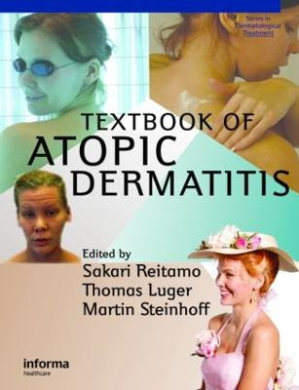 Series in
Dermatological
Treatment
TEXTBOOK OF
ATOPIC
DERMATITIS
Edited by
Sakari Reitamo
Thomas Luger
Martin Steinhoff
informa
healthcare